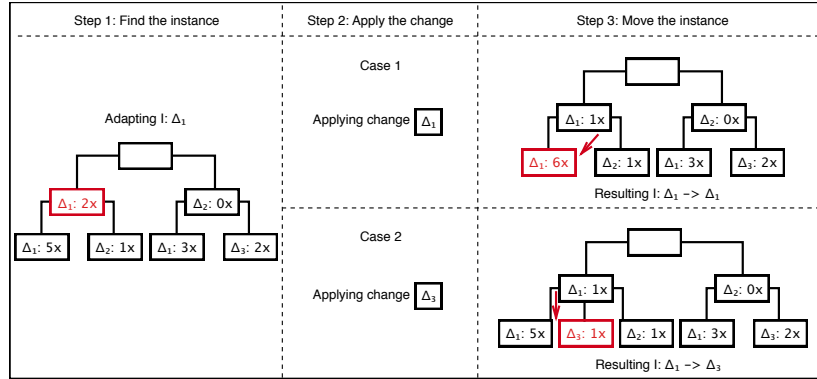 Step 1: Find the instance
Step 2: Apply the change
Step 3: Move the instance
Adapting I: Δ₁
Δ₁: 2x
Δ₂: 0x
Δ₁: 5x
Δ₂: 1x
Δ₁: 3x
Δ₃: 2x
Case 1
Applying change Δ₁
Δ₁: 1x
Δ₂: 0x
Δ₁: 6x
Δ₂: 1x
Δ₁: 3x
Δ₃: 2x
Resulting I: Δ₁ -> Δ₁
Case 2
Applying change Δ₃
Δ₁: 1x
Δ₂: 0x
Δ₁: 5x
Δ₃: 1x
Δ₂: 1x
Δ₁: 3x
Δ₃: 2x
Resulting I: Δ₁ -> Δ₃